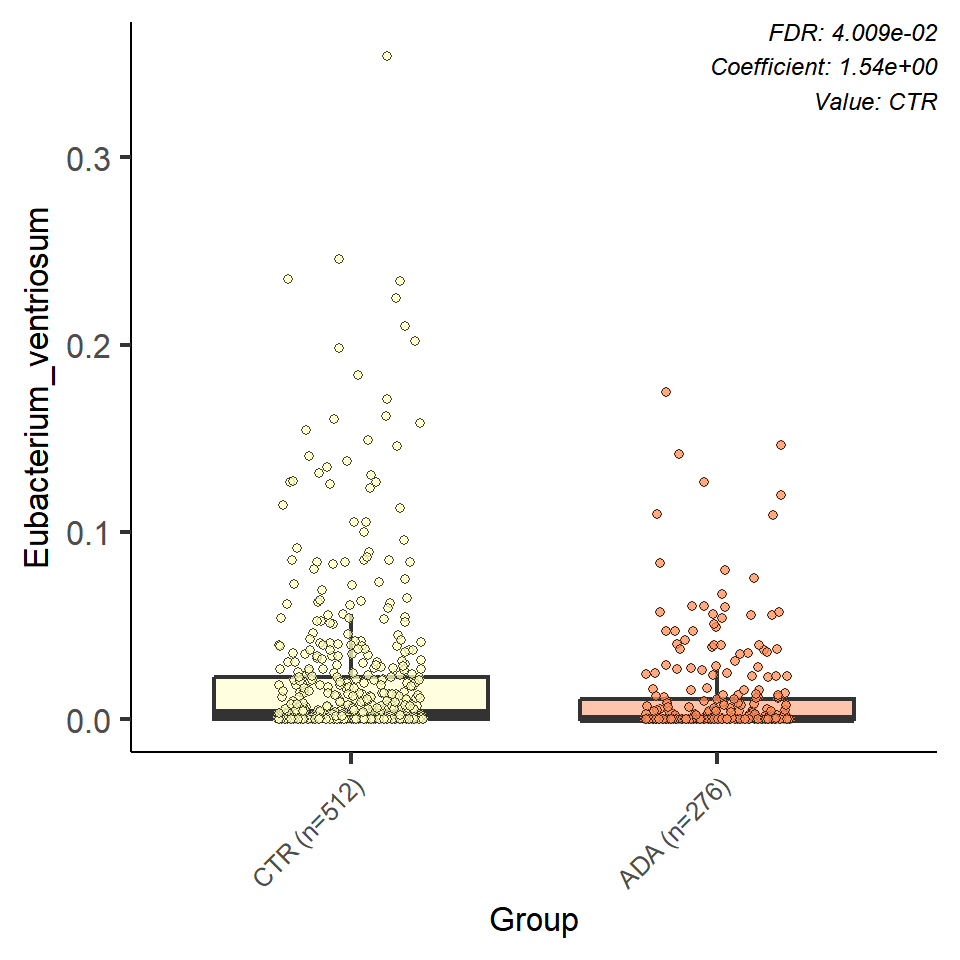 FDR: 4.009e-02
Coefficient: 1.54e+00
Value: CTR
Eubacterium_ventriosum
0.3
0.2
0.1
0.0
CTR (n=512)
ADA (n=276)
Group